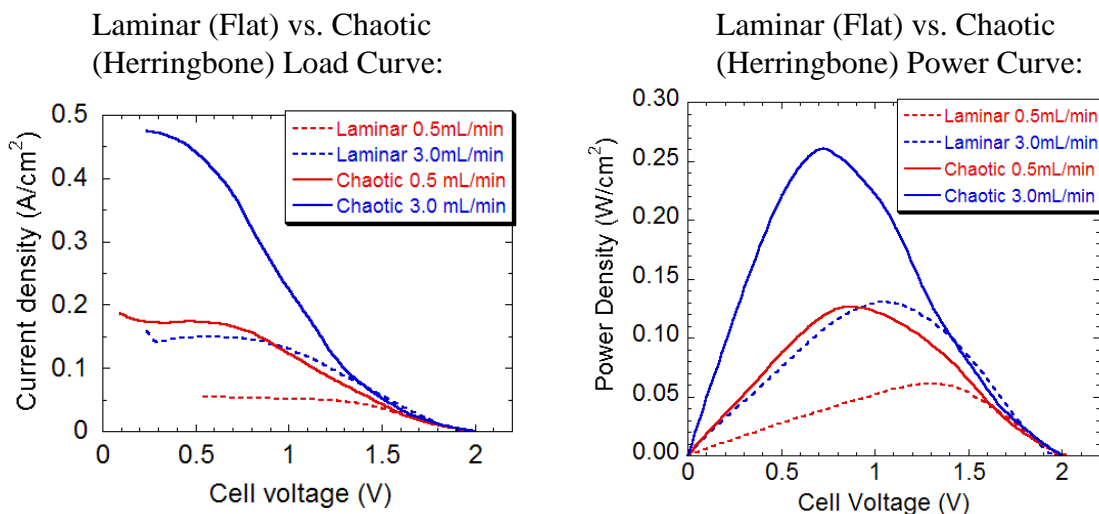 Laminar (Flat) vs. Chaotic
(Herringbone) Load Curve:
0.5
0.4
0.3
0.2
0.1
0
Current density (A/cm²)
Laminar 0.5mL/min
Laminar 3.0mL/min
Chaotic 0.5 mL/min
Chaotic 3.0 mL/min
0 0.5 1 1.5 2
Cell voltage (V)
Laminar (Flat) vs. Chaotic
(Herringbone) Power Curve:
0.30
0.25
0.20
0.15
0.10
0.05
0.00
Power Density (W/cm²)
Laminar 0.5mL/min
Laminar 3.0mL/min
Chaotic 0.5mL/min
Chaotic 3.0mL/min
0 0.5 1 1.5 2
Cell Voltage (V)